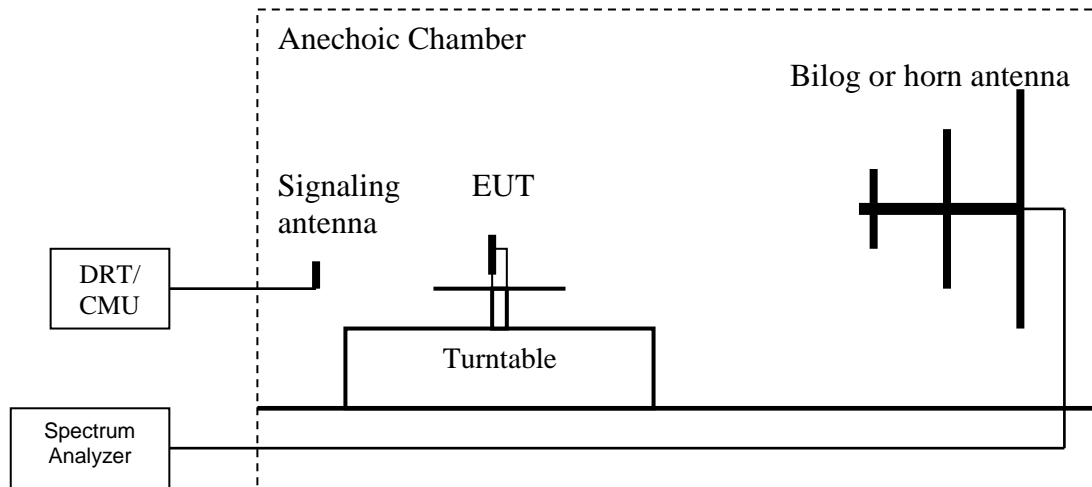 Anechoic Chamber
Bilog or horn antenna
Signaling
antenna
EUT
DRT/
CMU
Turntable
Spectrum
Analyzer